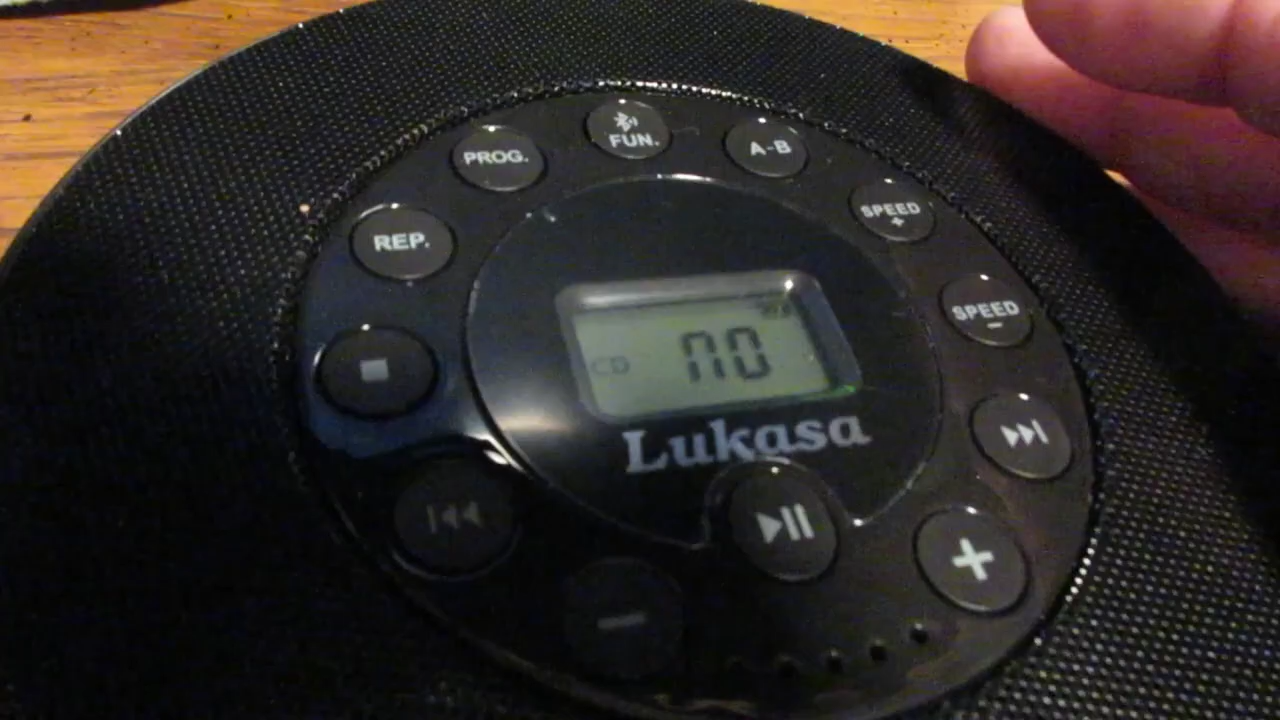 FUN.
PROG.
A-B
SPEED
+
REP.
SPEED
-
CD
no
Lukasa
+
-